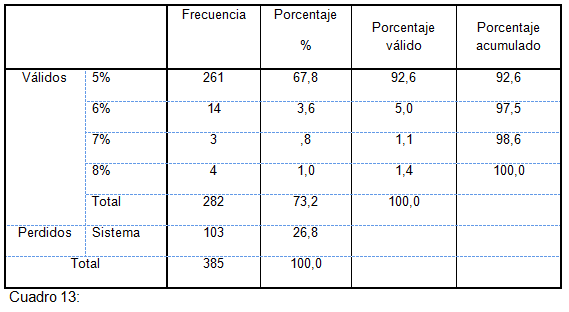 Frecuencia Porcentaje % Porcentaje válido Porcentaje acumulado
Válidos 5% 261 67,8 92,6 92,6
6% 14 3,6 5,0 97,5
7% 3 ,8 1,1 98,6
8% 4 1,0 1,4 100,0
Total 282 73,2 100,0
Perdidos Sistema 103 26,8
Total 385 100,0
Cuadro 13: